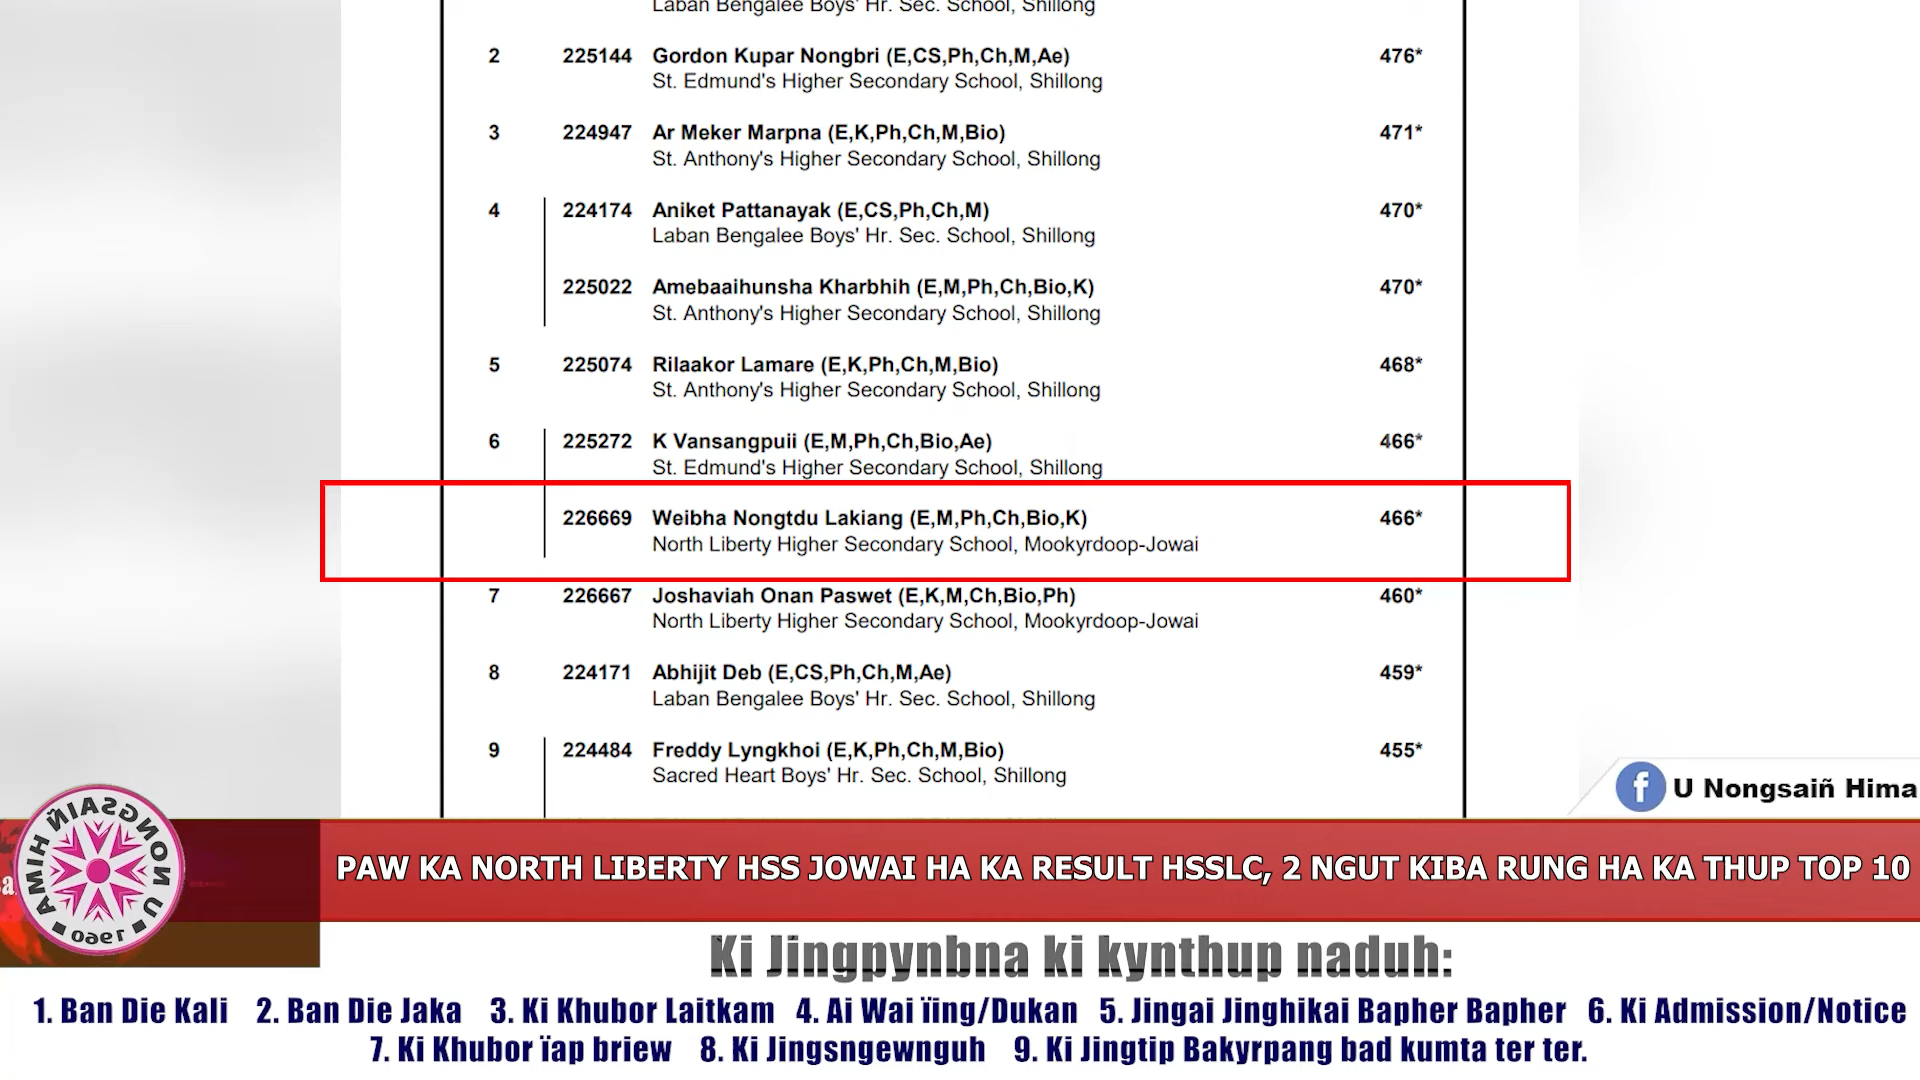 Laban Bengalee Boys' Hr. Sec. School, Shillong
2 225144 Gordon Kupar Nongbri (E,CS,Ph,Ch,M,Ae) 476*
St. Edmund's Higher Secondary School, Shillong
3 224947 Ar Meker Marpna (E,K,Ph,Ch,M,Bio) 471*
St. Anthony's Higher Secondary School, Shillong
4 224174 Aniket Pattanayak (E,CS,Ph,Ch,M) 470*
Laban Bengalee Boys' Hr. Sec. School, Shillong
225022 Amebaaihunsha Kharbhih (E,M,Ph,Ch,Bio,K) 470*
St. Anthony's Higher Secondary School, Shillong
5 225074 Rilaakor Lamare (E,K,Ph,Ch,M,Bio) 468*
St. Anthony's Higher Secondary School, Shillong
6 225272 K Vansangpuii (E,M,Ph,Ch,Bio,Ae) 466*
St. Edmund's Higher Secondary School, Shillong
226669 Weibha Nongtdu Lakiang (E,M,Ph,Ch,Bio,K) 466*
North Liberty Higher Secondary School, Mookyrdoop-Jowai
7 226667 Joshaviah Onan Paswet (E,K,M,Ch,Bio,Ph) 460*
North Liberty Higher Secondary School, Mookyrdoop-Jowai
8 224171 Abhijit Deb (E,CS,Ph,Ch,M,Ae) 459*
Laban Bengalee Boys' Hr. Sec. School, Shillong
9 224484 Freddy Lyngkhoi (E,K,Ph,Ch,M,Bio) 455*
Sacred Heart Boys' Hr. Sec. School, Shillong
U Nongsaiñ Hima
U NONGSAIÑ HIMA
1960
PAW KA NORTH LIBERTY HSS JOWAI HA KA RESULT HSSLC, 2 NGUT KIBA RUNG HA KA THUP TOP 10
Ki Jingpynbna ki kynthup naduh:
1. Ban Die Kali 2. Ban Die Jaka 3. Ki Khubor Laitkam 4. Ai Wai ïing/Dukan 5. Jingai Jinghikai Bapher Bapher 6. Ki Admission/Notice
7. Ki Khubor ïap briew 8. Ki Jingsngewnguh 9. Ki Jingtip Bakyrpang bad kumta ter ter.